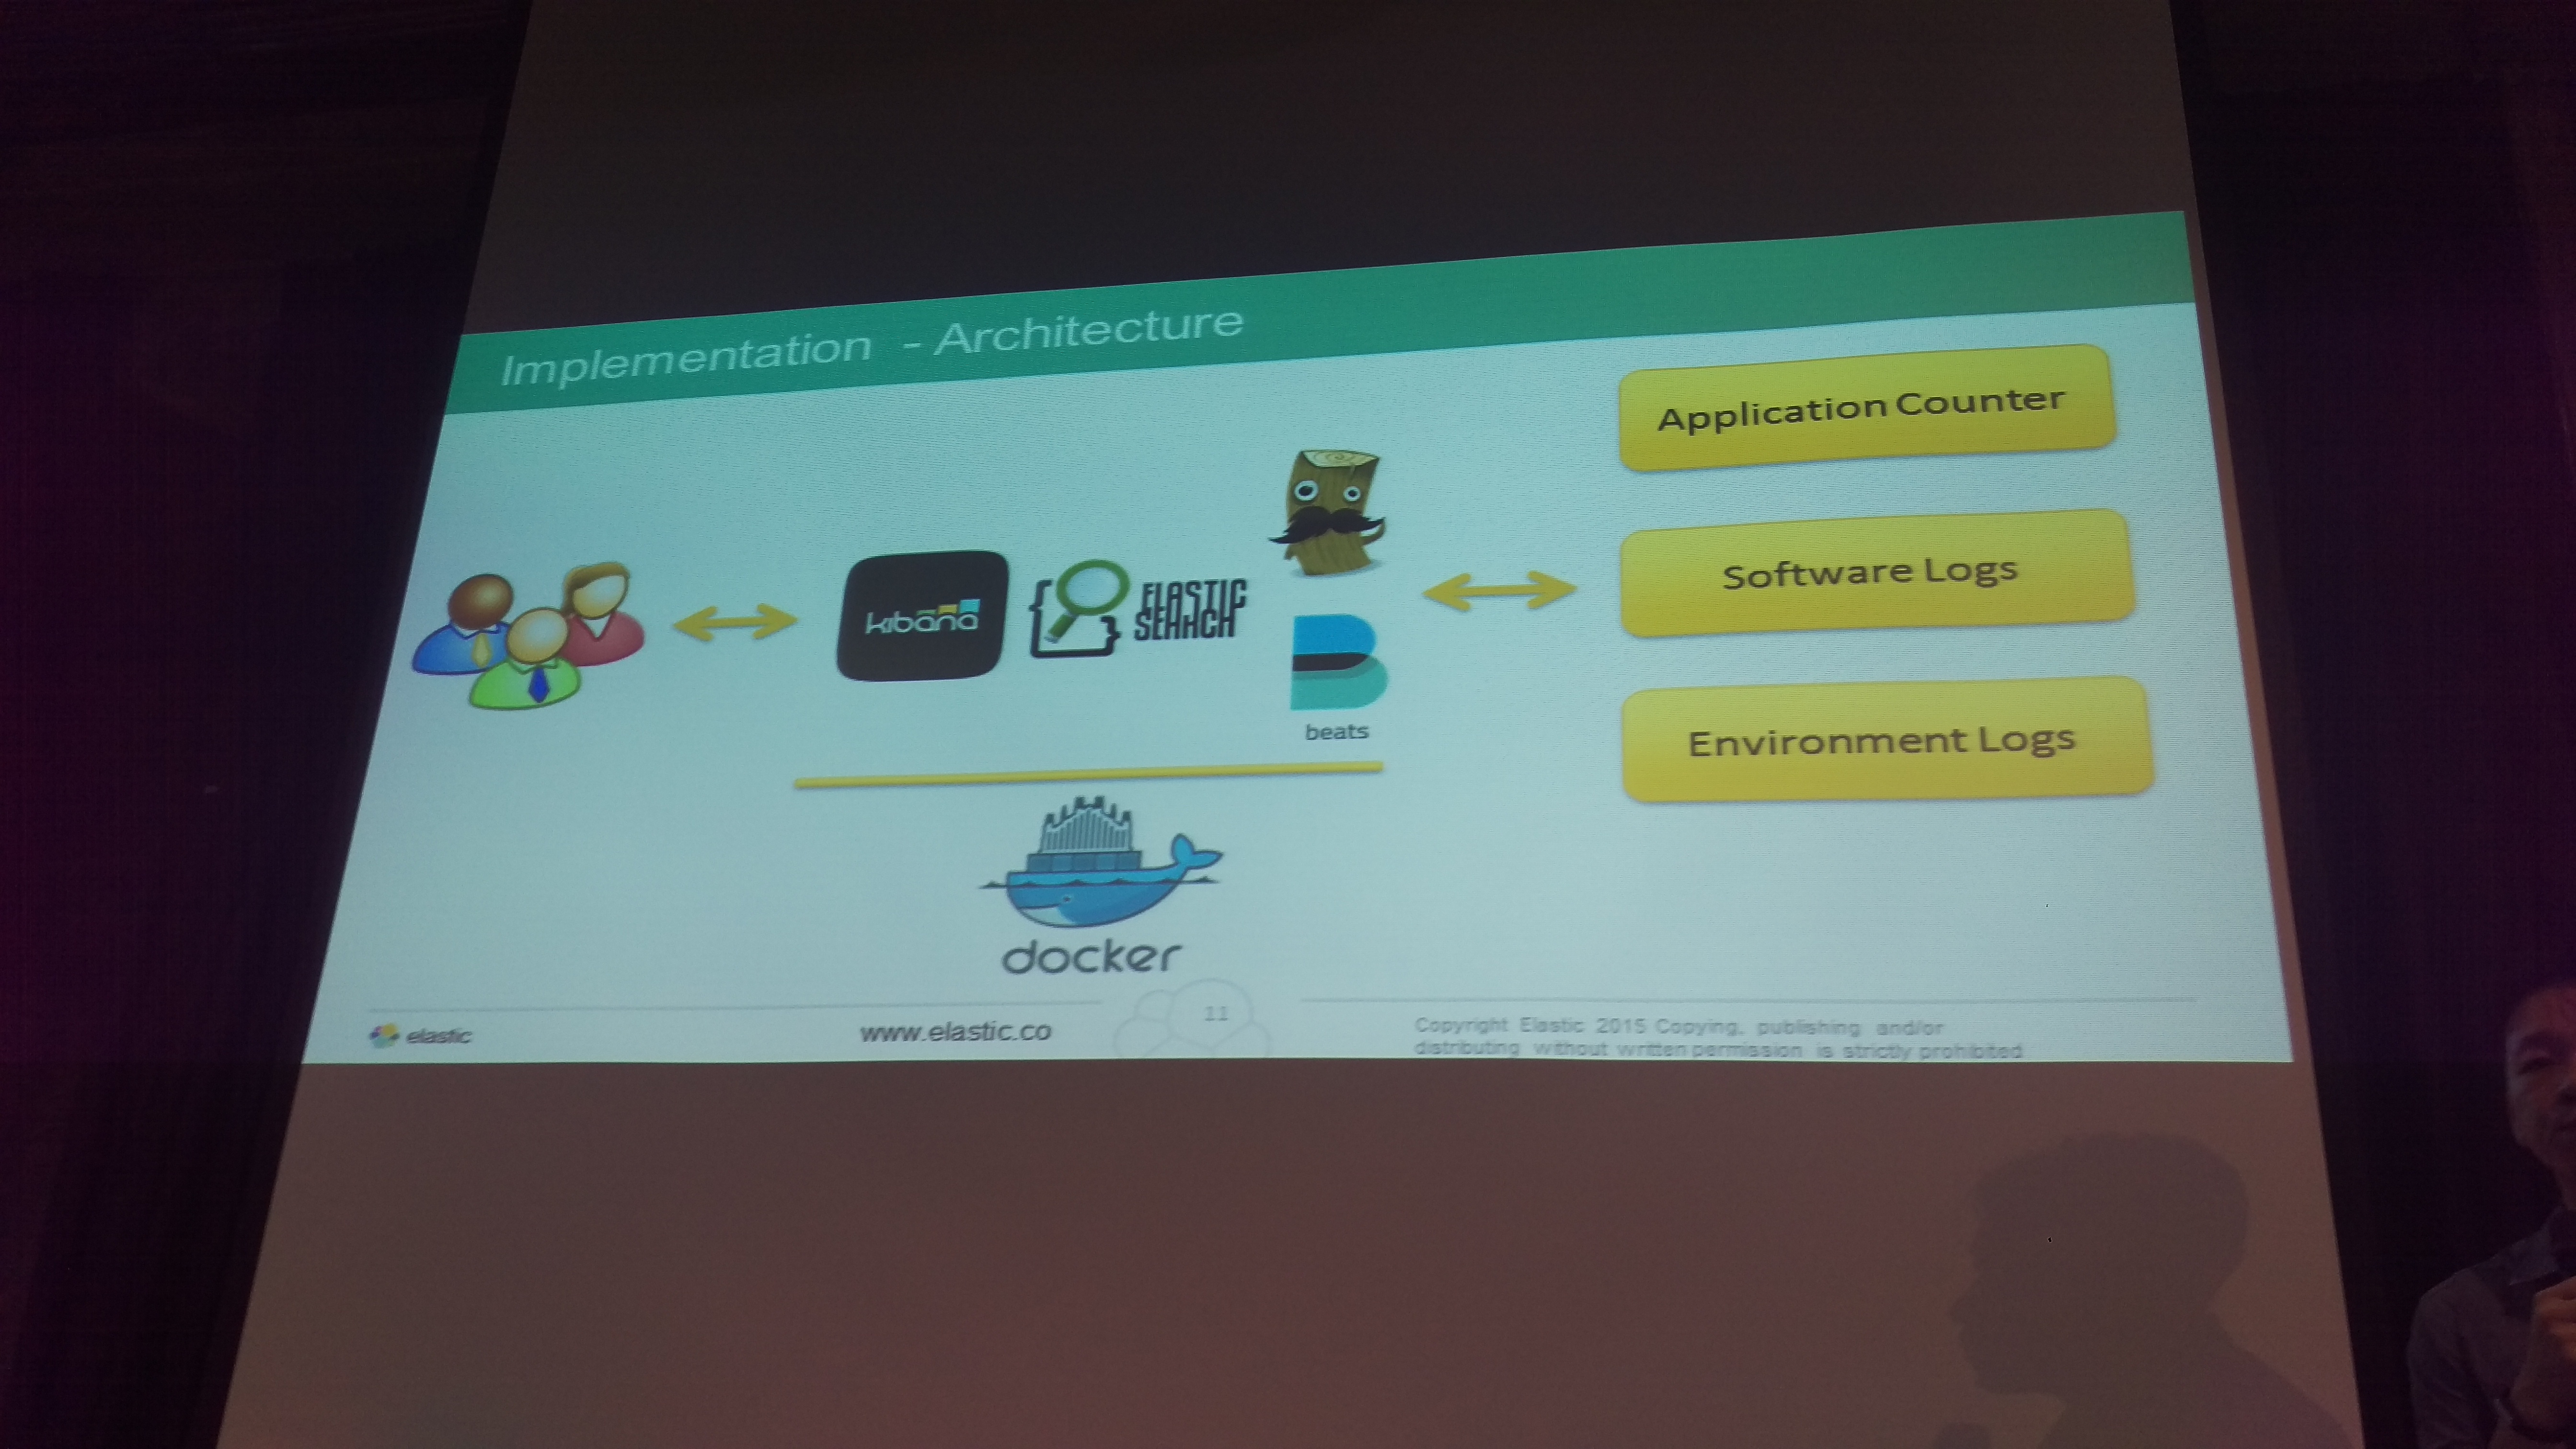 Implementation - Architecture
Application Counter
Software Logs
Environment Logs
kibana
ELASTIC
SEARCH
beats
docker
elastic
www.elastic.co
11
Copyright Elastic 2015 Copying, publishing and/or
distributing without written permission is strictly prohibited